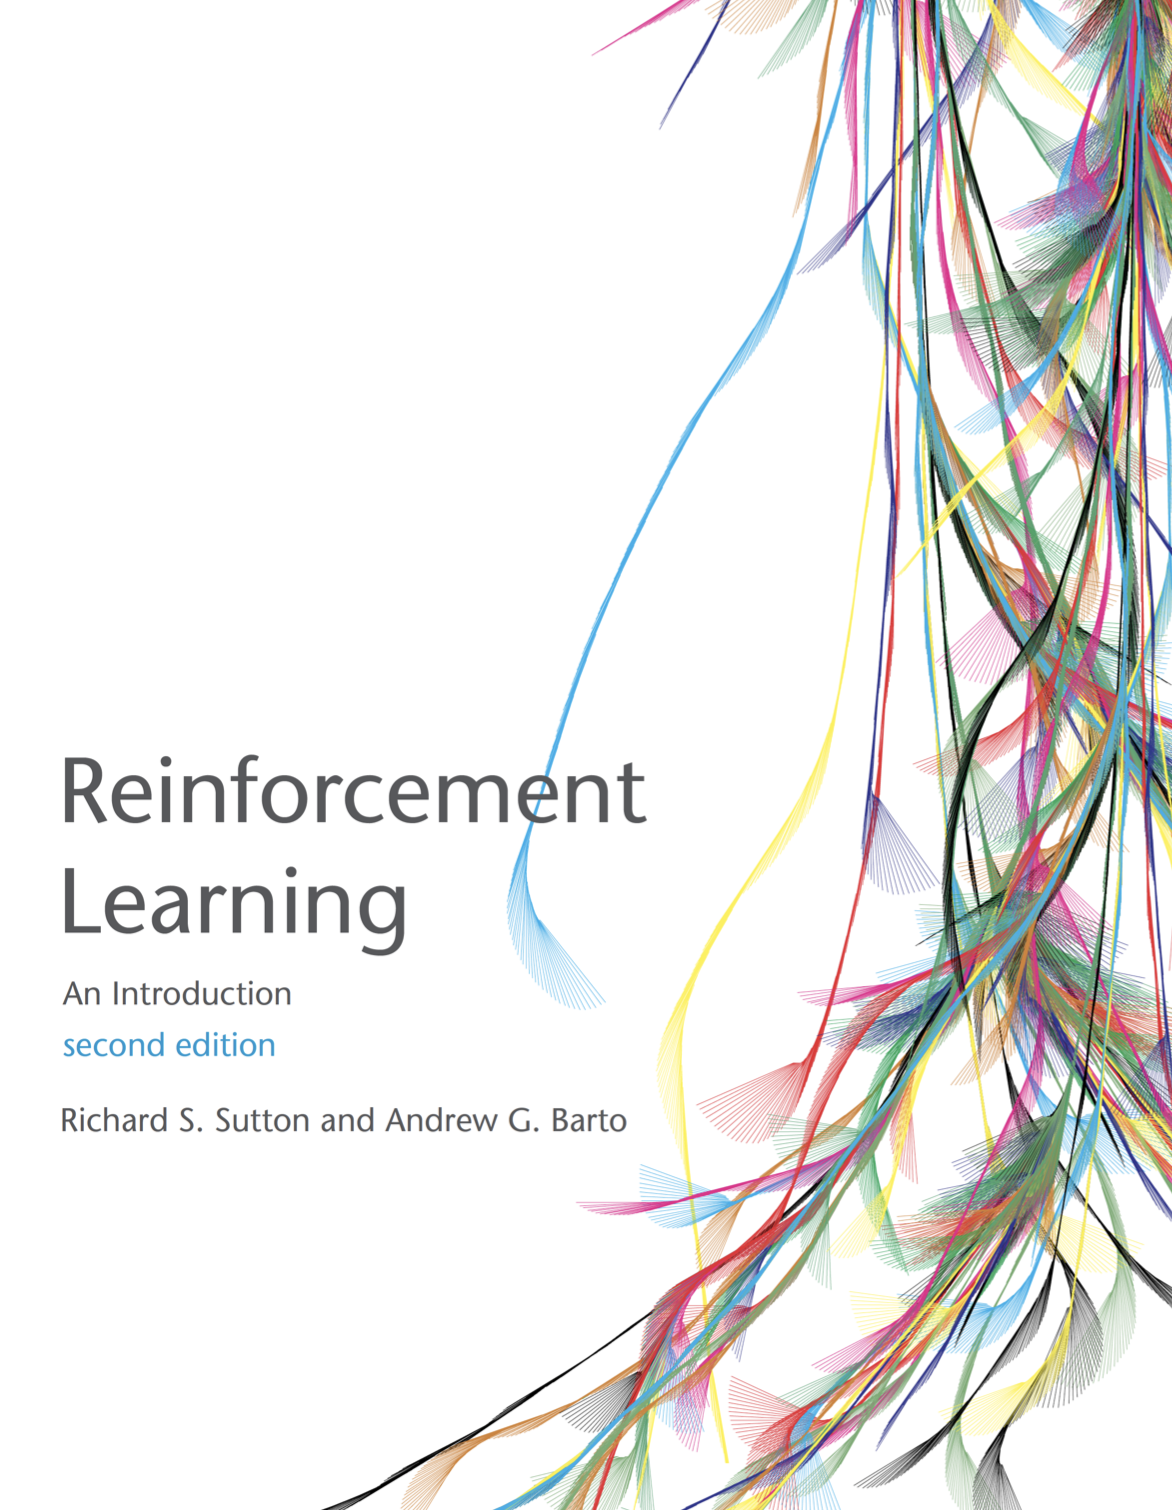 Reinforcement
Learning
An Introduction
second edition
Richard S. Sutton and Andrew G. Barto